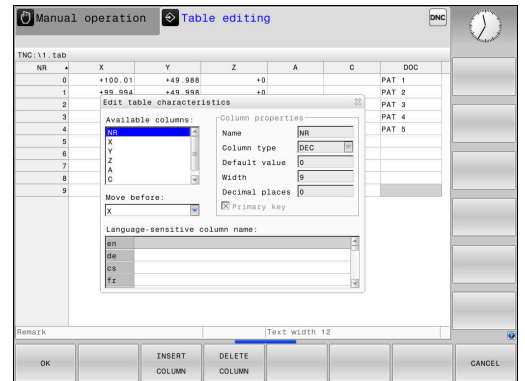 Manual operation Table editing DNC
TNC:\1.tab
NR X Y Z A C DOC
0 +100.01 +49.988 +0 PAT 1
1 +99.994 +49.998 +0 PAT 2
2 PAT 3
3 PAT 4
4 PAT 5
5
6
7
8
9
Edit table characteristics
Available columns:
NR
X
Y
Z
A
C
Move before:
X
Column properties
Name NR
Column type DEC
Default value 0
Width 9
Decimal places 0
Primary key
Language-sensitive column name:
en
de
cs
fr
Remark Text width 12
OK INSERT COLUMN DELETE COLUMN CANCEL